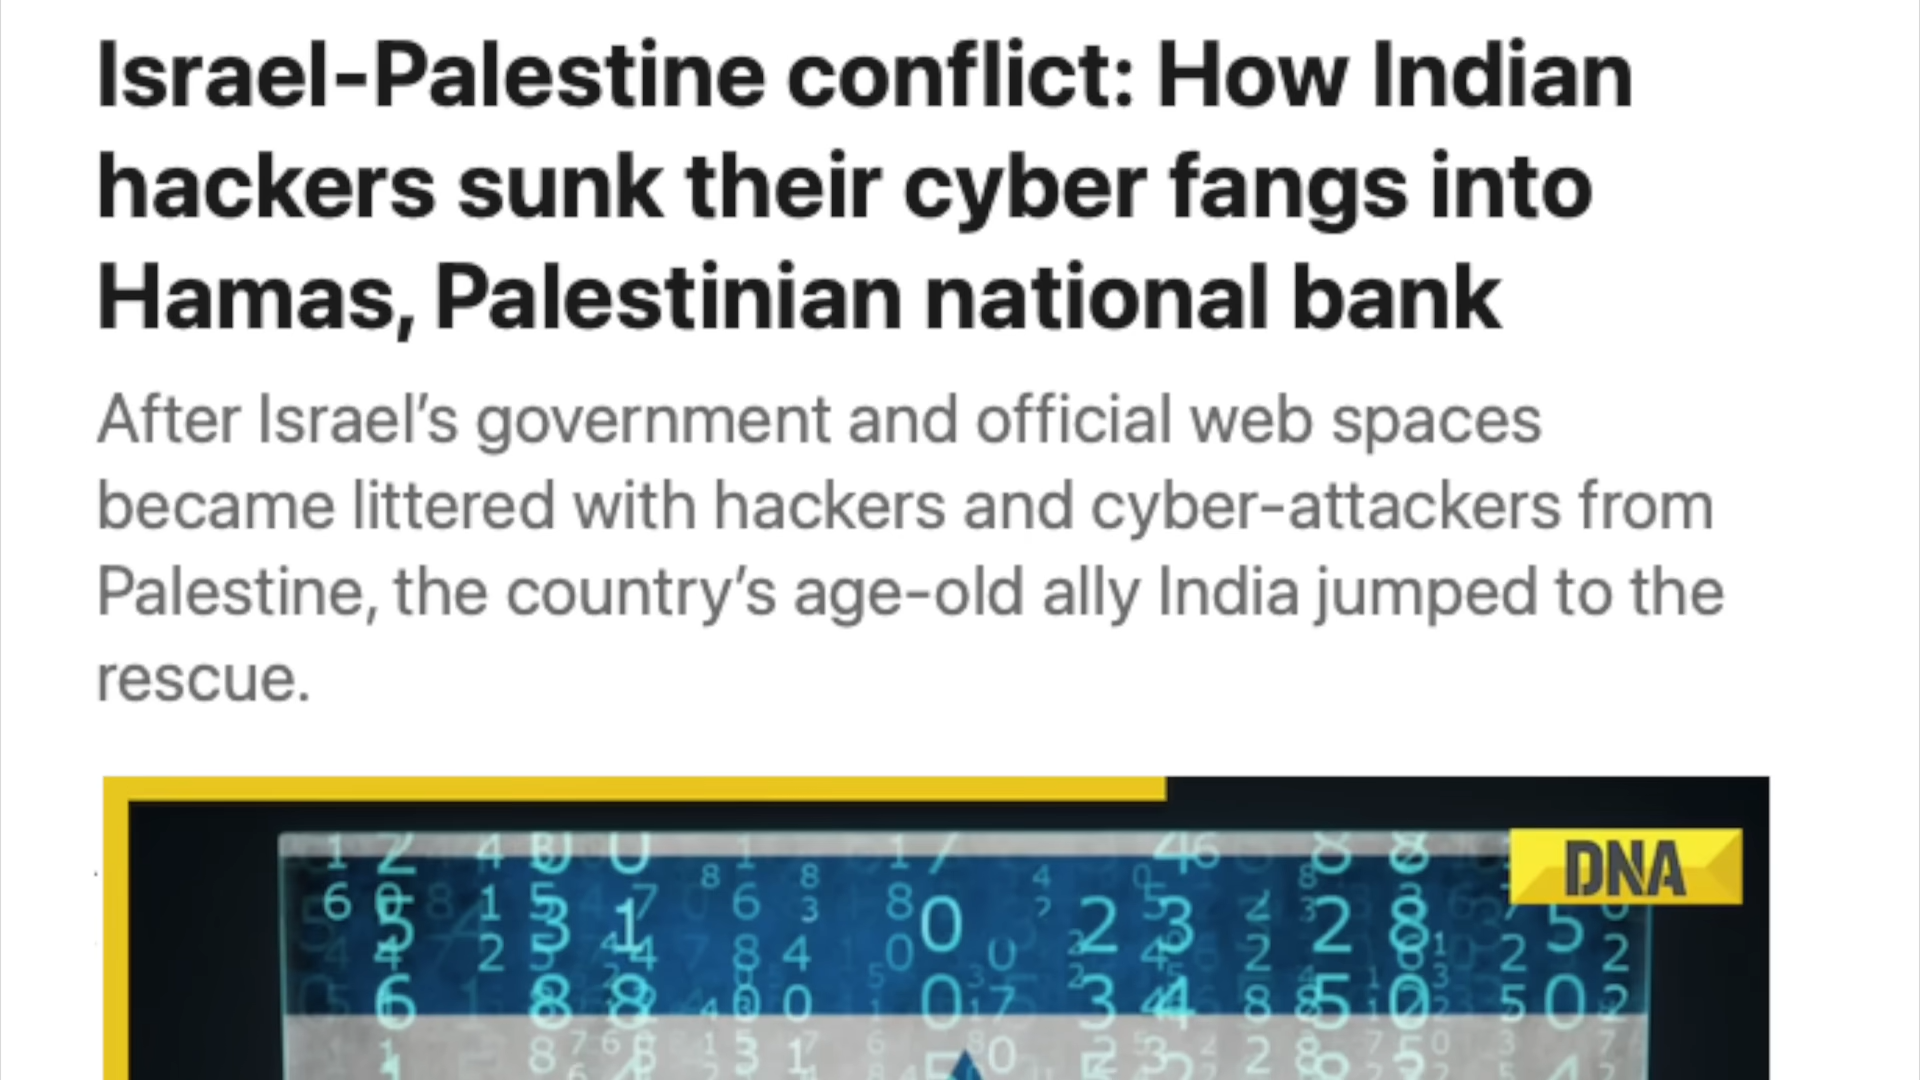 Israel-Palestine conflict: How Indian
hackers sunk their cyber fangs into
Hamas, Palestinian national bank
After Israel’s government and official web spaces
became littered with hackers and cyber-attackers from
Palestine, the country’s age-old ally India jumped to the
rescue.
DNA